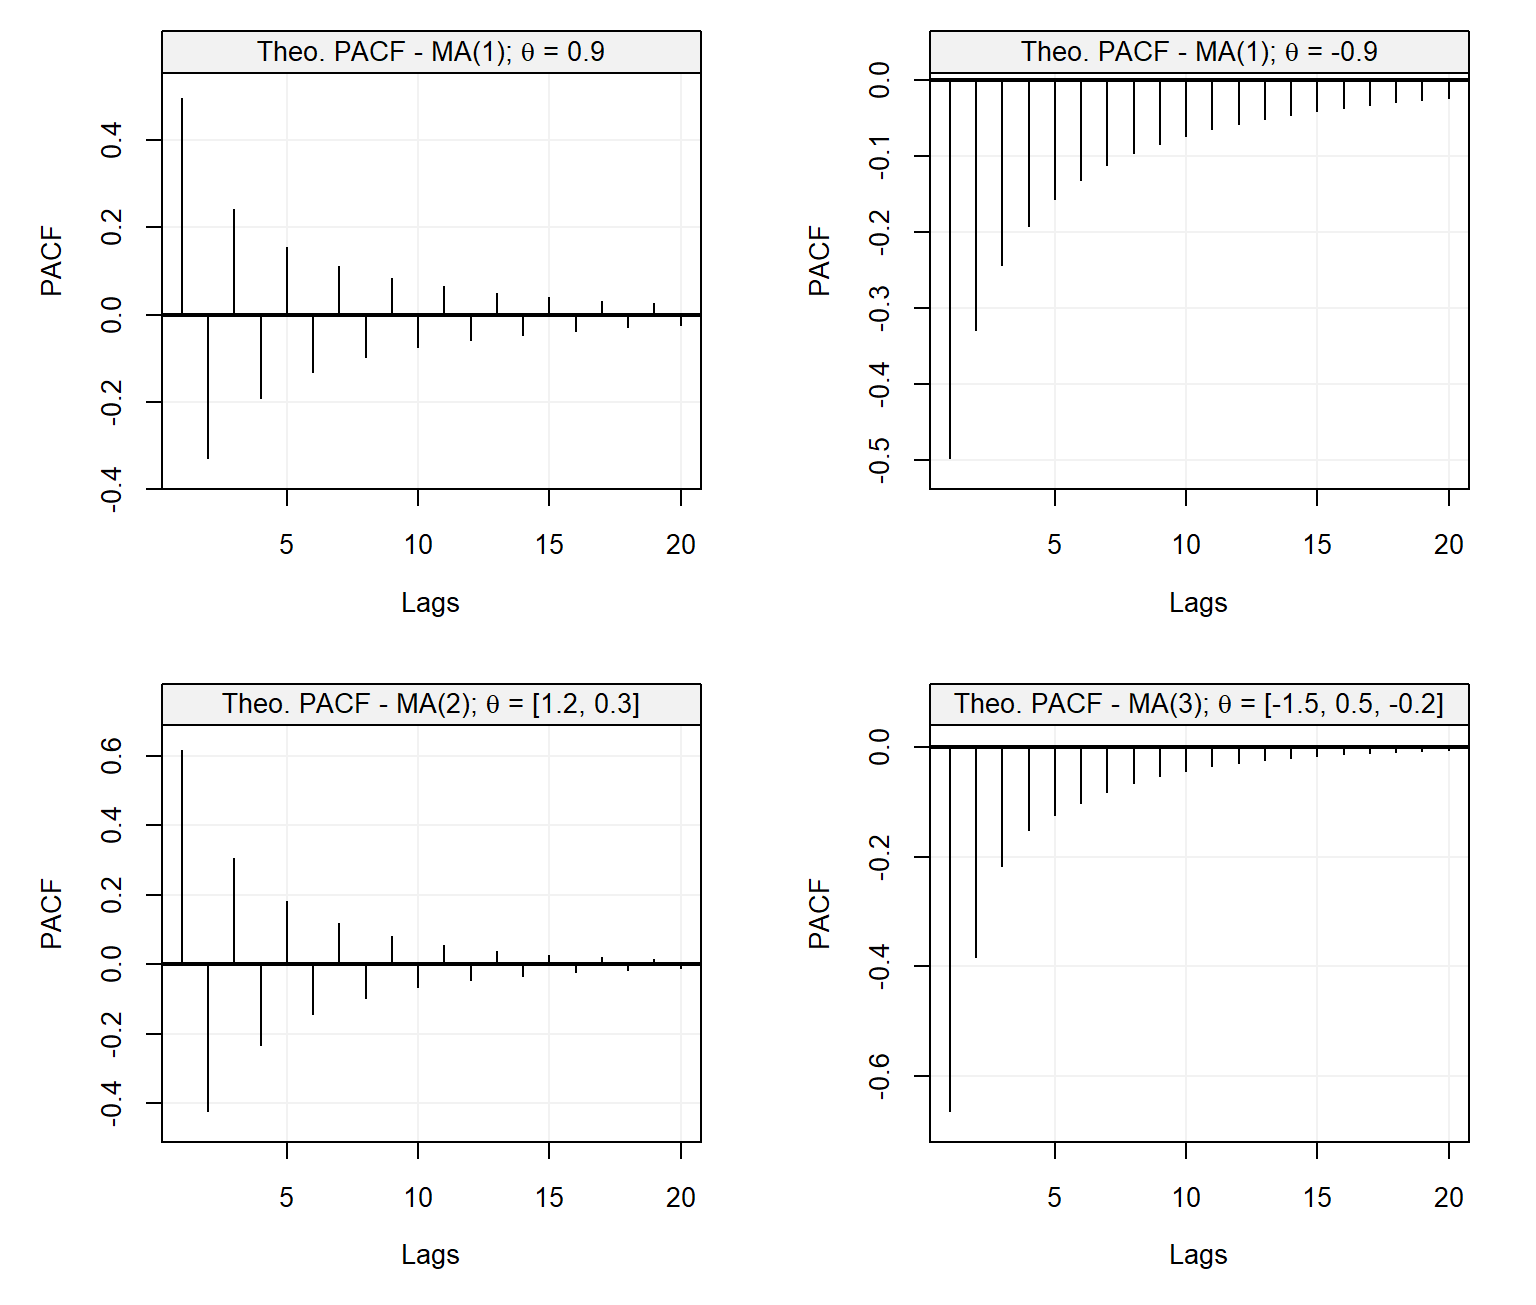 Theo. PACF - MA(1); θ = 0.9
PACF
0.4
0.2
0.0
-0.2
-0.4
5 10 15 20
Lags
Theo. PACF - MA(1); θ = -0.9
PACF
0.0
-0.1
-0.2
-0.3
-0.4
-0.5
5 10 15 20
Lags
Theo. PACF - MA(2); θ = [1.2, 0.3]
PACF
0.6
0.4
0.2
0.0
-0.2
-0.4
5 10 15 20
Lags
Theo. PACF - MA(3); θ = [-1.5, 0.5, -0.2]
PACF
0.0
-0.2
-0.4
-0.6
5 10 15 20
Lags